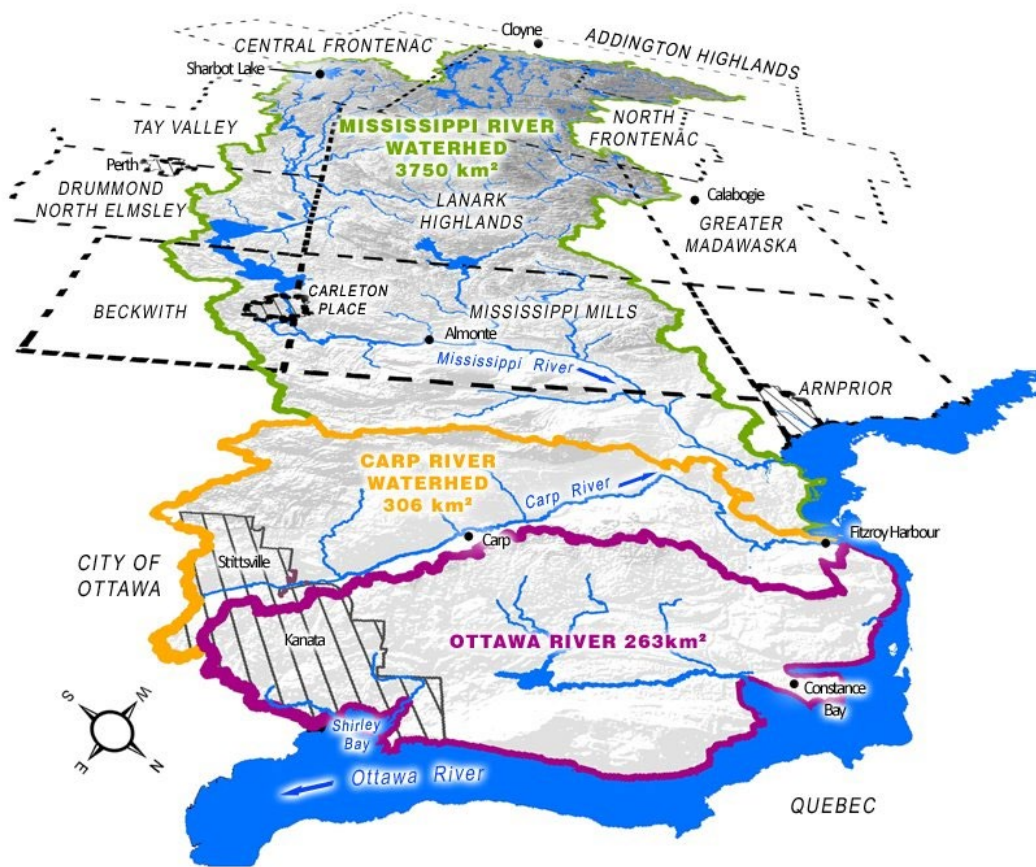 Cloyne
CENTRAL FRONTENAC
ADDINGTON HIGHLANDS
Sharbot Lake
TAY VALLEY
NORTH
FRONTENAC
MISSISSIPPI RIVER
WATERHED
3750 km²
Perth
DRUMMOND
NORTH ELMSLEY
LANARK
HIGHLANDS
Calabogie
GREATER
MADAWASKA
BECKWITH
CARLETON
PLACE
MISSISSIPPI MILLS
Almonte
Mississippi River
ARNPRIOR
CARP RIVER
WATERHED
306 km²
Carp River
Carp
Fitzroy Harbour
CITY OF
OTTAWA
Stittsville
Kanata
OTTAWA RIVER 263km²
Constance
Bay
Shirley
Bay
Ottawa River
QUEBEC
S
W
E
N